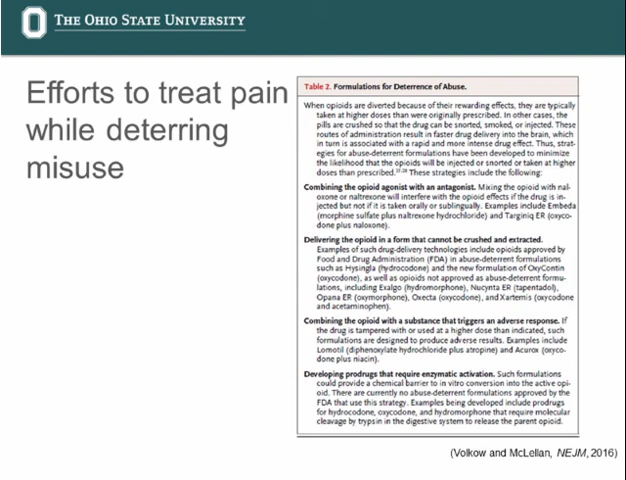 THE OHIO STATE UNIVERSITY
Efforts to treat pain
while deterring
misuse
Table 2. Formulations for Deterrence of Abuse.
When opioids are diverted because of their rewarding effects, they are typically
taken at higher doses than were originally prescribed. In other cases, the
pills are crushed so that the drug can be snorted, smoked, or injected. These
routes of administration result in faster drug delivery into the brain, which
in turn is associated with a rapid and more intense drug effect. Thus, strat-
egies for abuse-deterrent formulations have been developed to minimize
the likelihood that the opioids will be injected or snorted or taken at higher
doses than prescribed. These strategies include the following:
Combining the opioid agonist with an antagonist. Mixing the opioid with nal-
oxone or naltrexone will interfere with the opioid effects if the drug is in-
jected but not if it is taken orally or sublingually. Examples include Embeda
(morphine sulfate plus naltrexone hydrochloride) and Targiniq ER (oxyco-
done plus naloxone).
Delivering the opioid in a form that cannot be crushed and extracted.
Examples of such drug-delivery technologies include opioids approved by
Food and Drug Administration (FDA) in abuse-deterrent formulations
such as Hysingla (hydrocodone) and the new formulation of OxyContin
(oxycodone), as well as opioids not approved as abuse-deterrent formu-
lations, including Exalgo (hydromorphone), Nucynta ER (tapentadol),
Opana ER (oxymorphone), Oxecta (oxycodone), and Xartemis (oxycodone
and acetaminophen).
Combining the opioid with a substance that triggers an adverse response. If
the drug is tampered with or used at a higher dose than indicated, such
formulations are designed to produce adverse results. Examples include
Lomotil (diphenoxylate hydrochloride plus atropine) and Acurox (oxyco-
done plus niacin).
Developing prodrugs that require enzymatic activation. Such formulations
could provide a chemical barrier to in vitro conversion into the active opi-
oid. There are currently no abuse-deterrent formulations approved by the
FDA that use this strategy. Examples being developed include prodrugs
for hydrocodone, oxycodone, and hydromorphone that require molecular
cleavage by trypsin in the digestive system to release the parent opioid.
(Volkow and McLellan, NEJM, 2016)